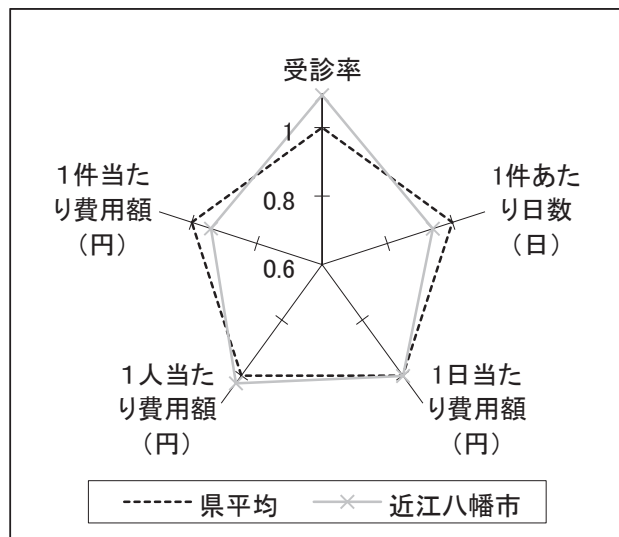 受診率
1
0.8
0.6
1件あた
り日数
（日）
1日当た
り費用額
（円）
1人当た
り費用額
（円）
1件当た
り費用額
（円）
県平均
近江八幡市